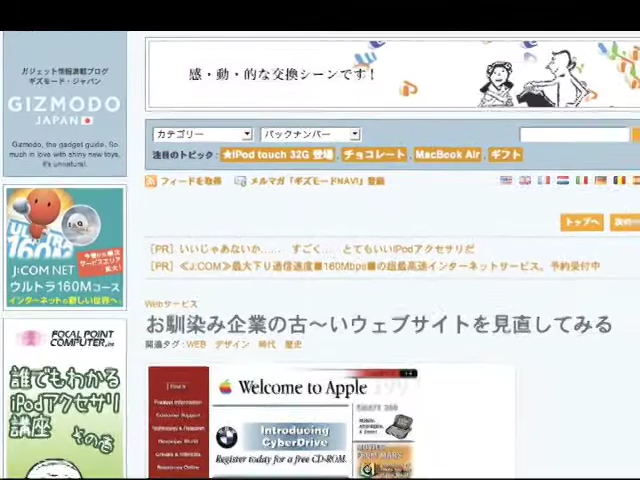 ガジェット情報満載ブログ
ギズモード・ジャパン
GIZMODO
JAPAN
Gizmodo, the gadget guide. So
much in love with shiny new toys,
it's unnatural.
感・動・的な交換シーンです!
カテゴリー
バックナンバー
注目のトピック:
★iPod touch 32G 登場
チョコレート
MacBook Air
ギフト
フィードを取得
メルマガ「ギズモードNAVI」登録
トップへ
[PR] いいじゃあないか…… すごく… とてもいいiPodアクセサリだ
[PR] ≪J:COM≫最大下り通信速度■160Mbps■の超最高速インターネットサービス。予約受付中
ULTRA
160M
J:COM NET
ウルトラ160Mコース
インターネットの新しい世界へ
Webサービス
お馴染み企業の古〜いウェブサイトを見直してみる
関連タグ: WEB デザイン 時代 歴史
FOCAL POINT
COMPUTER
誰でもわかる
iPodアクセサリ
講座
Welcome to Apple
1997
Introducing
CyberDrive
Register today for a free CD-ROM.